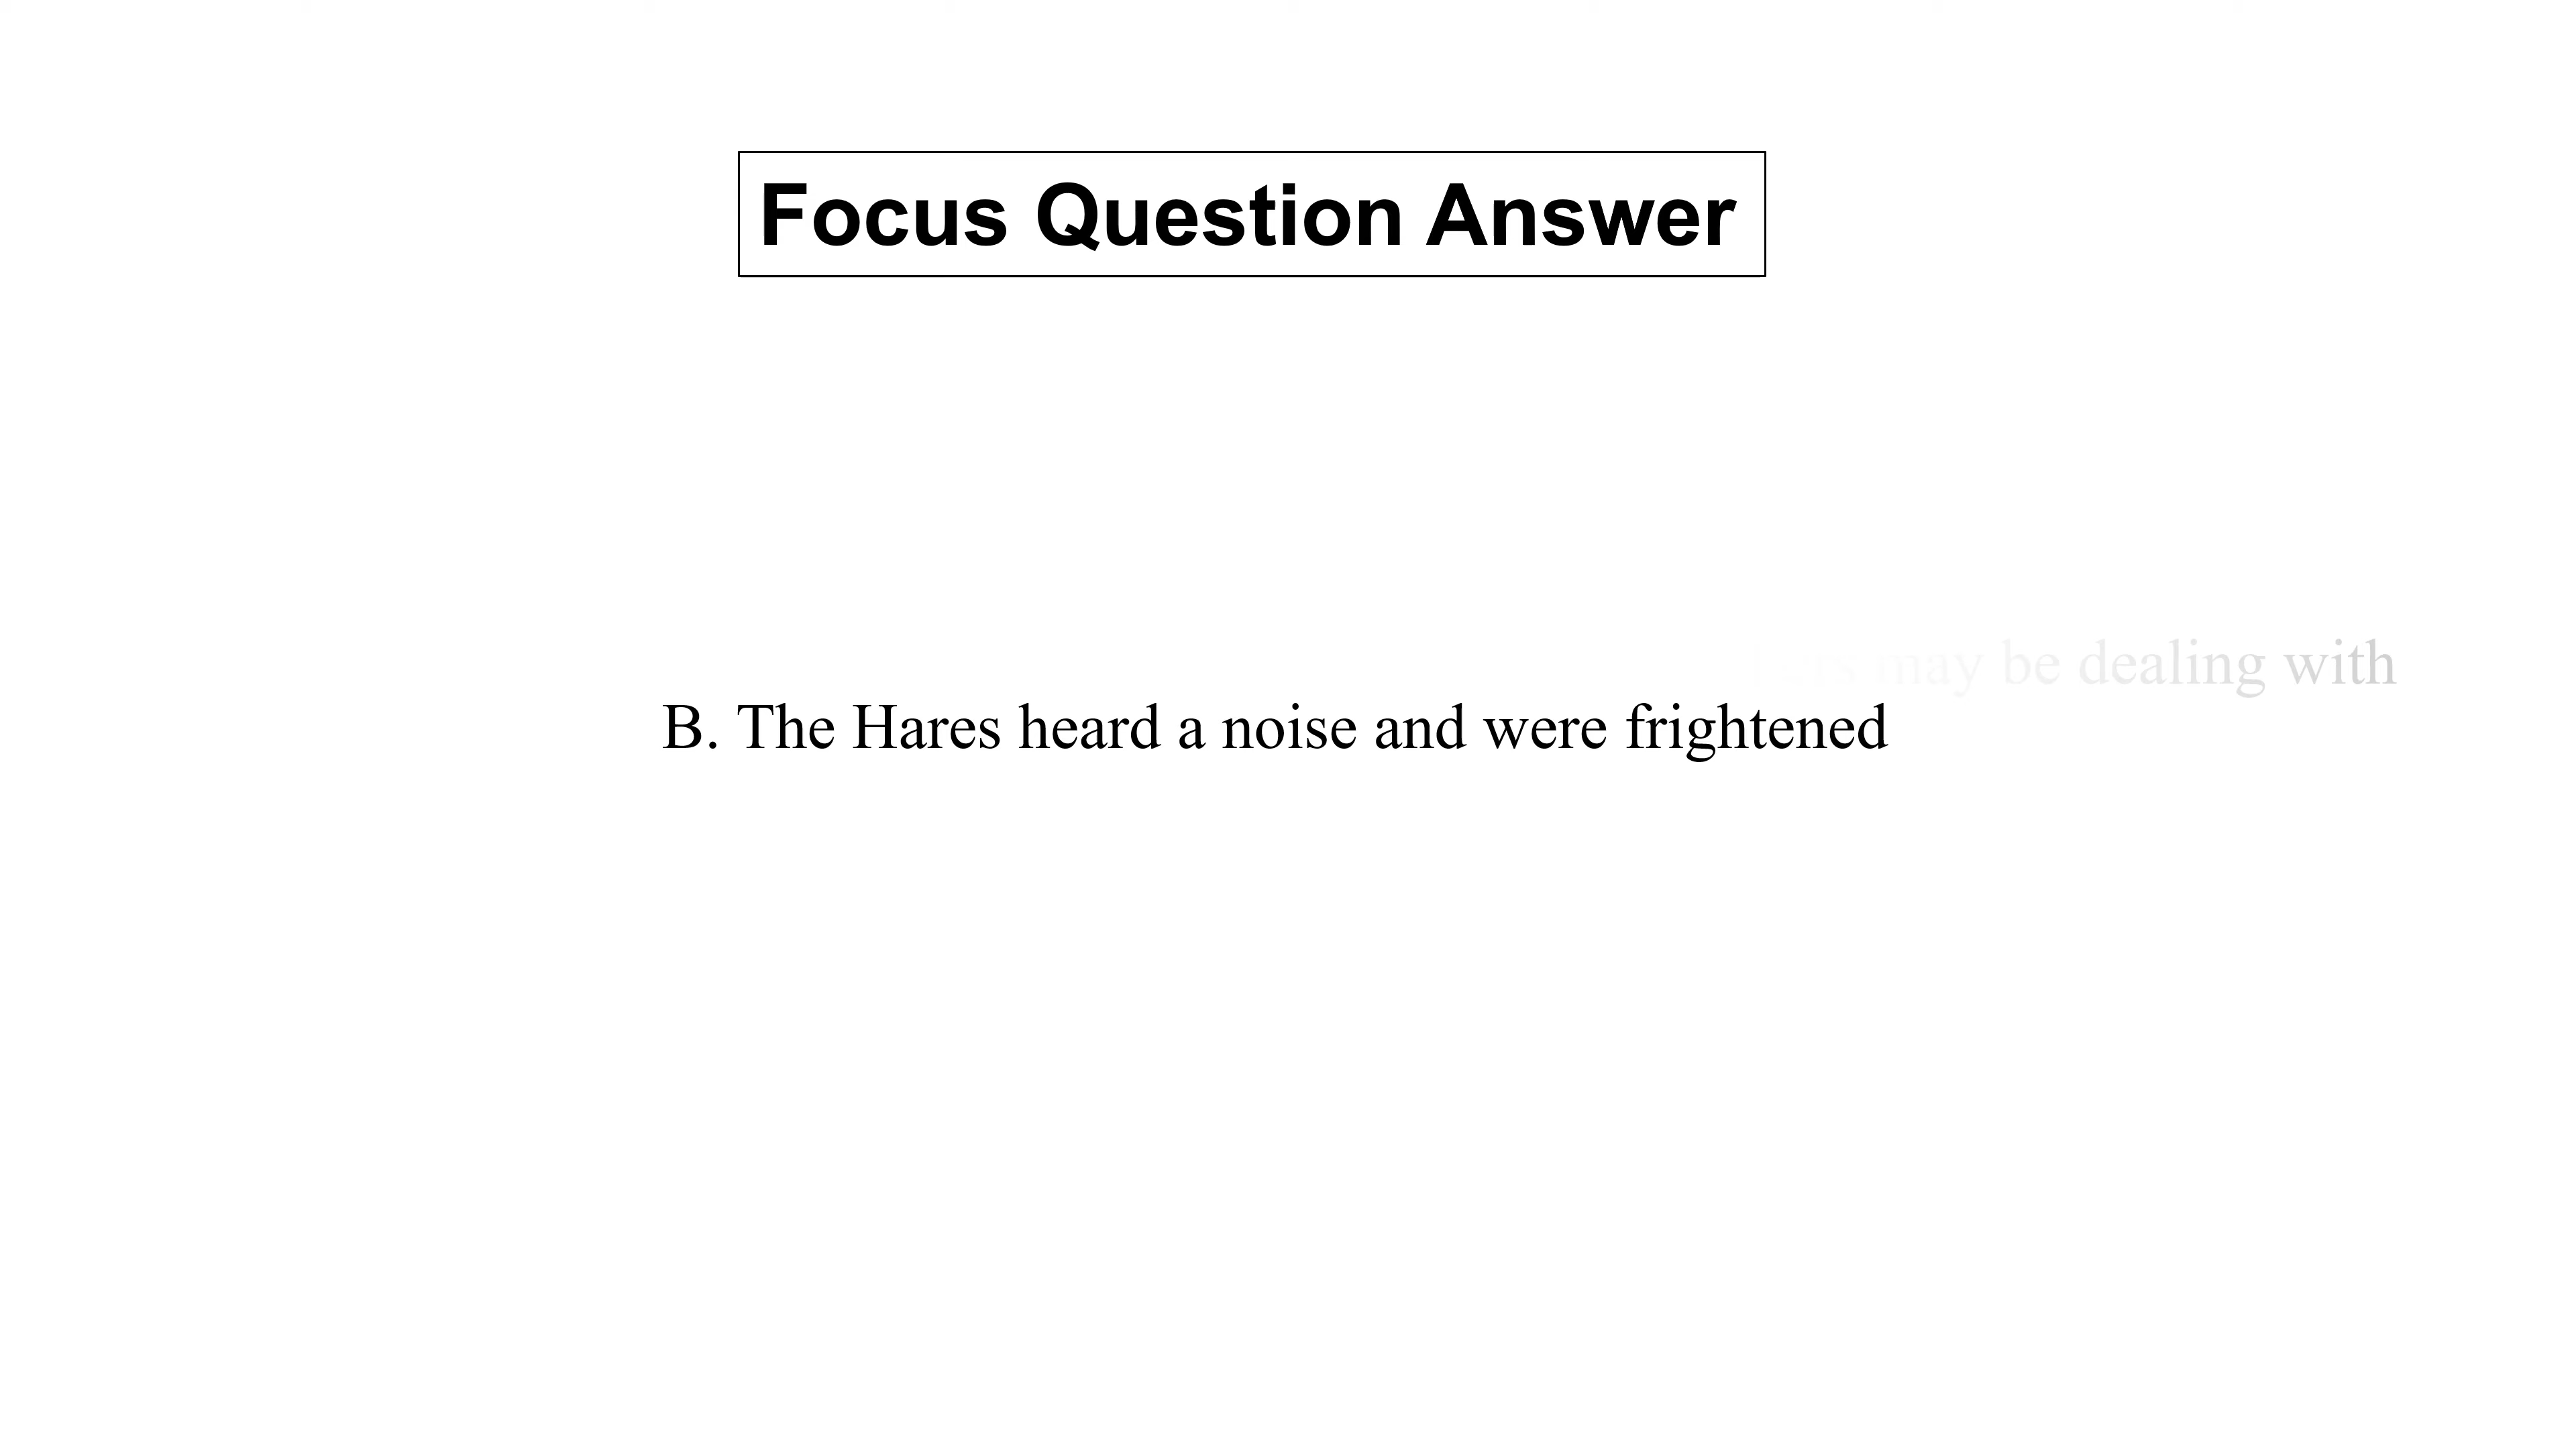 Focus Question Answer
may be dealing with
B. The Hares heard a noise and were frightened